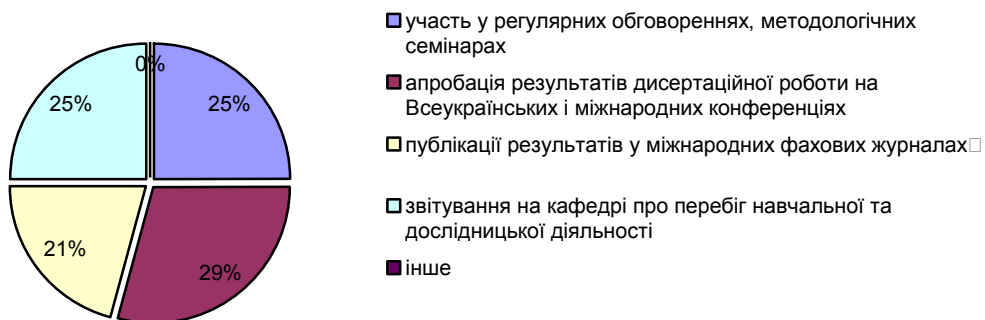 0%
25%
25%
21%
29%
участь у регулярних обговореннях, методологічних
семінарах
апробація результатів дисертаційної роботи на
Всеукраїнських і міжнародних конференціях
публікації результатів у міжнародних фахових журналах
звітування на кафедрі про перебіг навчальної та
дослідницької діяльності
інше